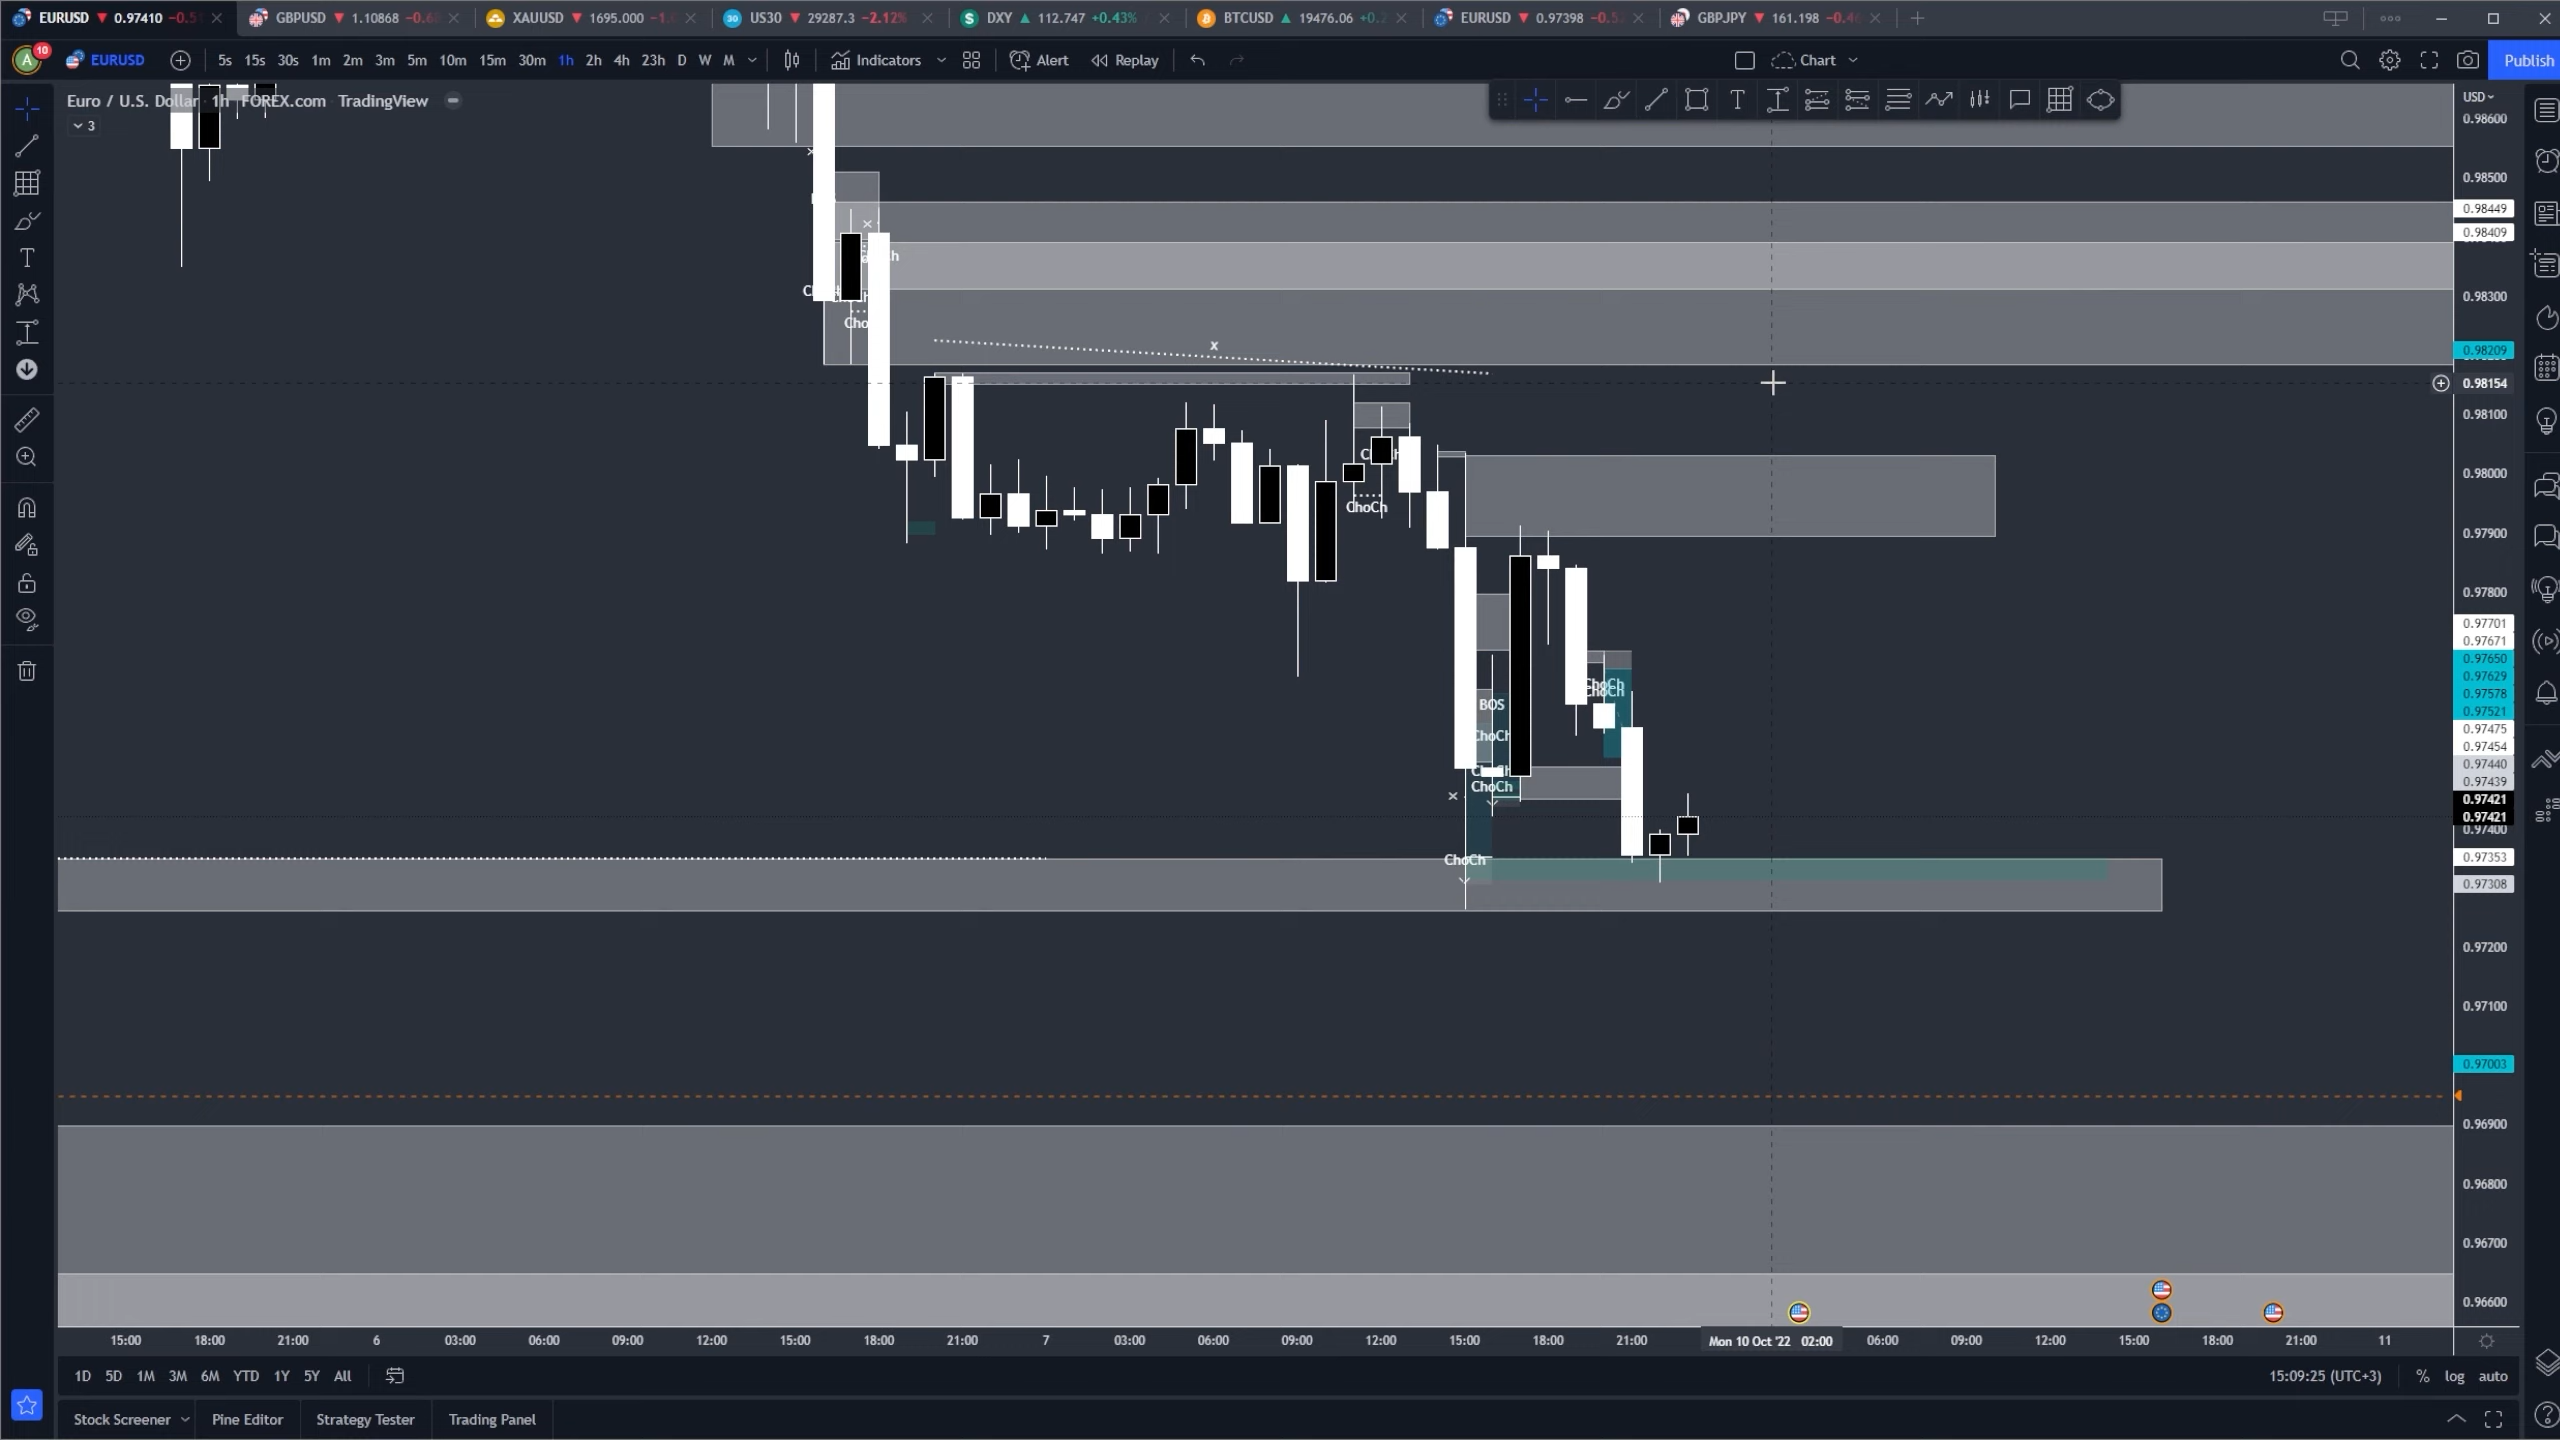 EURUSD ▼ 0.97410
GBPUSD ▼ 1.10868
XAUUSD ▼ 1695.000
30 US30 ▼ 29287.3 −2.12%
$ DXY ▲ 112.747 +0.43%
BTCUSD ▲ 19476.06
EURUSD ▼ 0.97398
GBPJPY ▼ 161.198
A 10 EURUSD 5s 15s 30s 1m 2m 3m 5m 10m 15m 30m 1h 2h 4h 23h D W M Indicators Alert Replay Chart Publish
Euro / U.S. Dollar 1h FOREX.com TradingView
3
T
USD
0.98600
0.98500
0.98449
0.98409
0.98300
0.98209
0.98154
0.98100
0.98000
0.97900
0.97800
0.97701
0.97671
0.97650
0.97629
0.97578
0.97521
0.97475
0.97454
0.97440
0.97439
0.97421
0.97421
0.97400
0.97353
0.97308
0.97200
0.97100
0.97003
0.96900
0.96800
0.96700
0.96600
x
ChoCh
ChoCh
BOS
ChoCh
ChoCh
ChoCh
15:00 18:00 21:00 6 03:00 06:00 09:00 12:00 15:00 18:00 21:00 7 03:00 06:00 09:00 12:00 15:00 18:00 21:00 Mon 10 Oct '22 02:00 06:00 09:00 12:00 15:00 18:00 21:00 11
1D 5D 1M 3M 6M YTD 1Y 5Y All 15:09:25 (UTC+3) % log auto
Stock Screener Pine Editor Strategy Tester Trading Panel